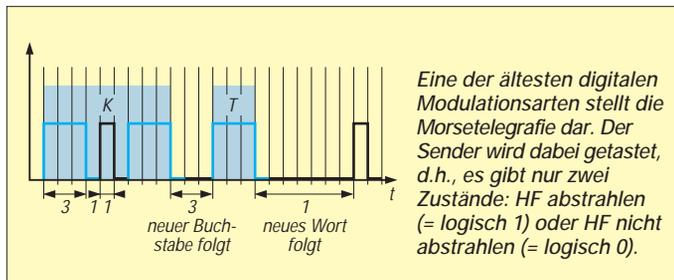 K
T
t
3
1
1
3
1
neuer Buch-
stabe folgt
neues Wort
folgt
Eine der ältesten digitalen
Modulationsarten stellt die
Morsetelegrafie dar. Der
Sender wird dabei getastet,
d.h., es gibt nur zwei
Zustände: HF abstrahlen
(= logisch 1) oder HF nicht
abstrahlen (= logisch 0).